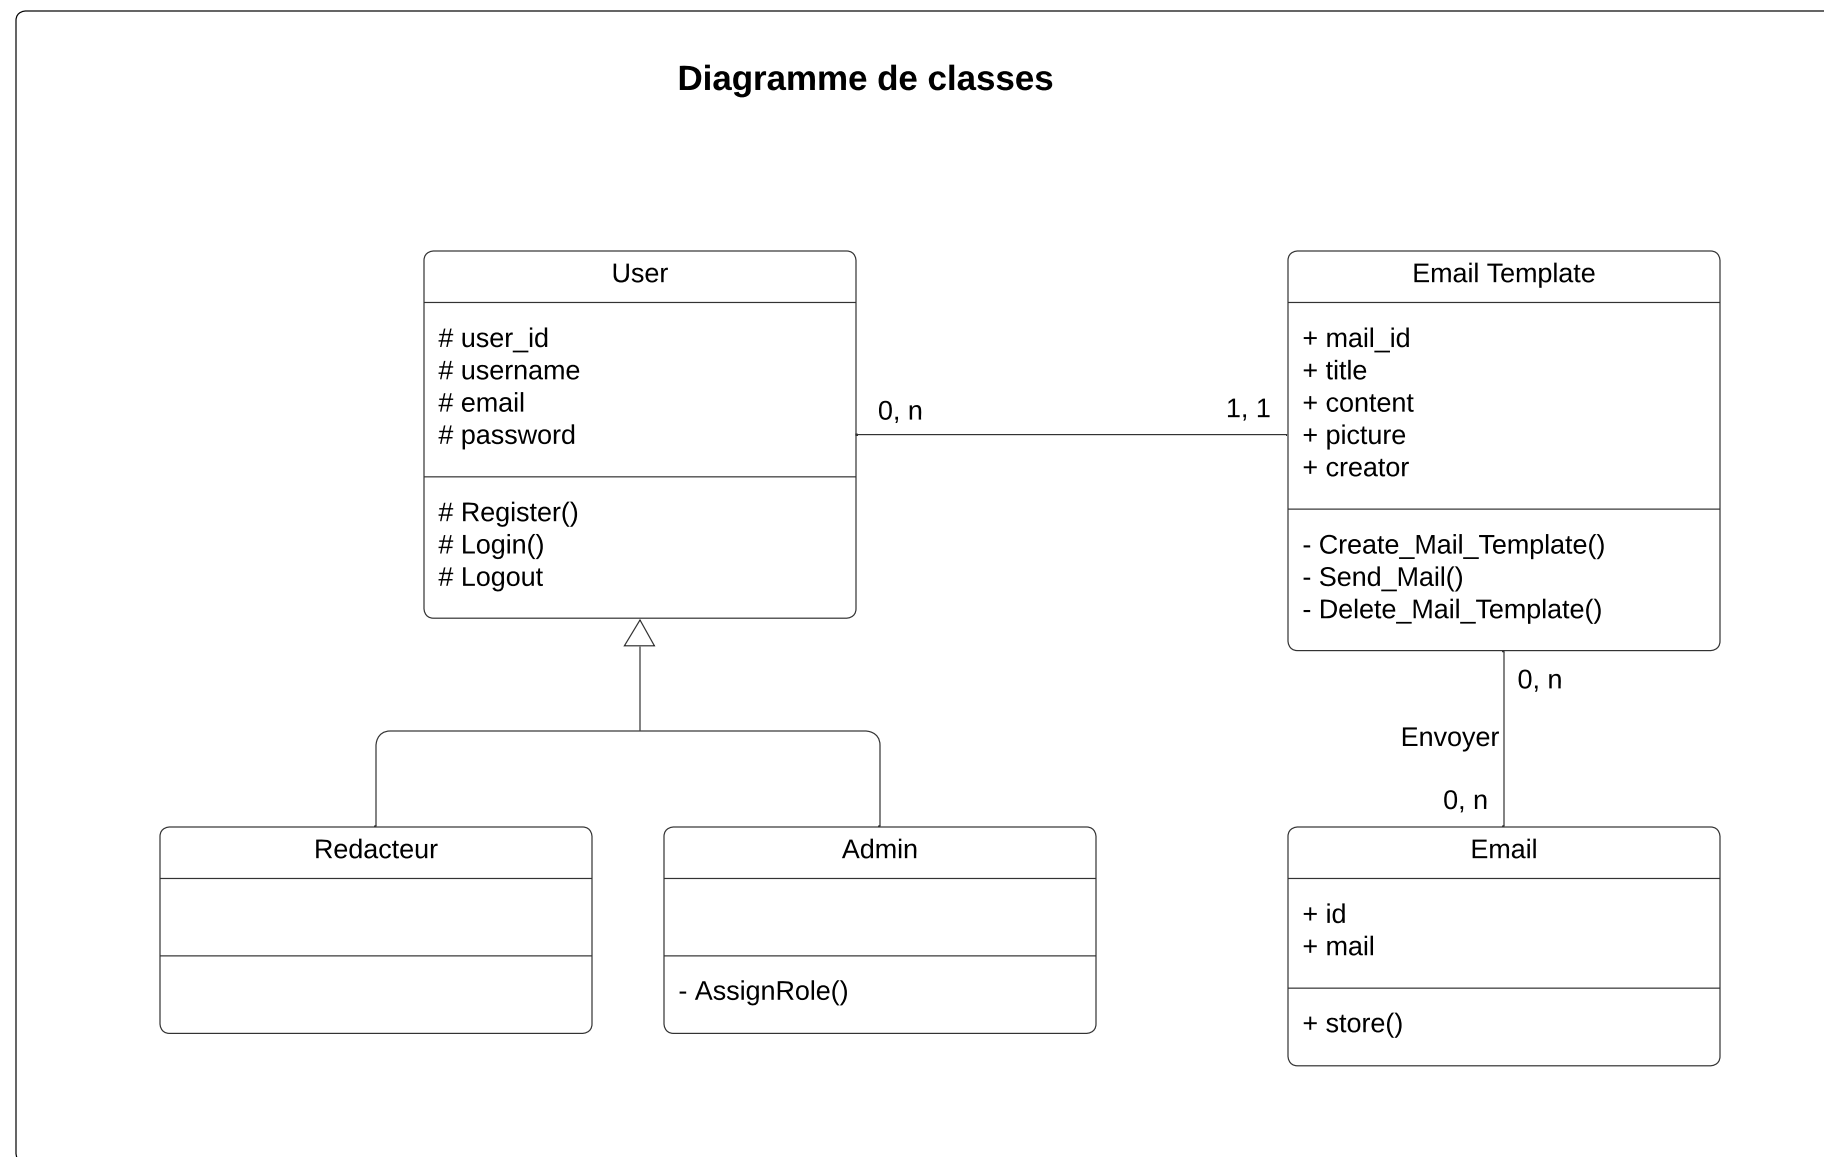 Diagramme de classes
User
# user_id
# username
# email
# password
# Register()
# Login()
# Logout
0, n
1, 1
Email Template
+ mail_id
+ title
+ content
+ picture
+ creator
- Create_Mail_Template()
- Send_Mail()
- Delete_Mail_Template()
0, n
Envoyer
0, n
Redacteur
Admin
- AssignRole()
Email
+ id
+ mail
+ store()